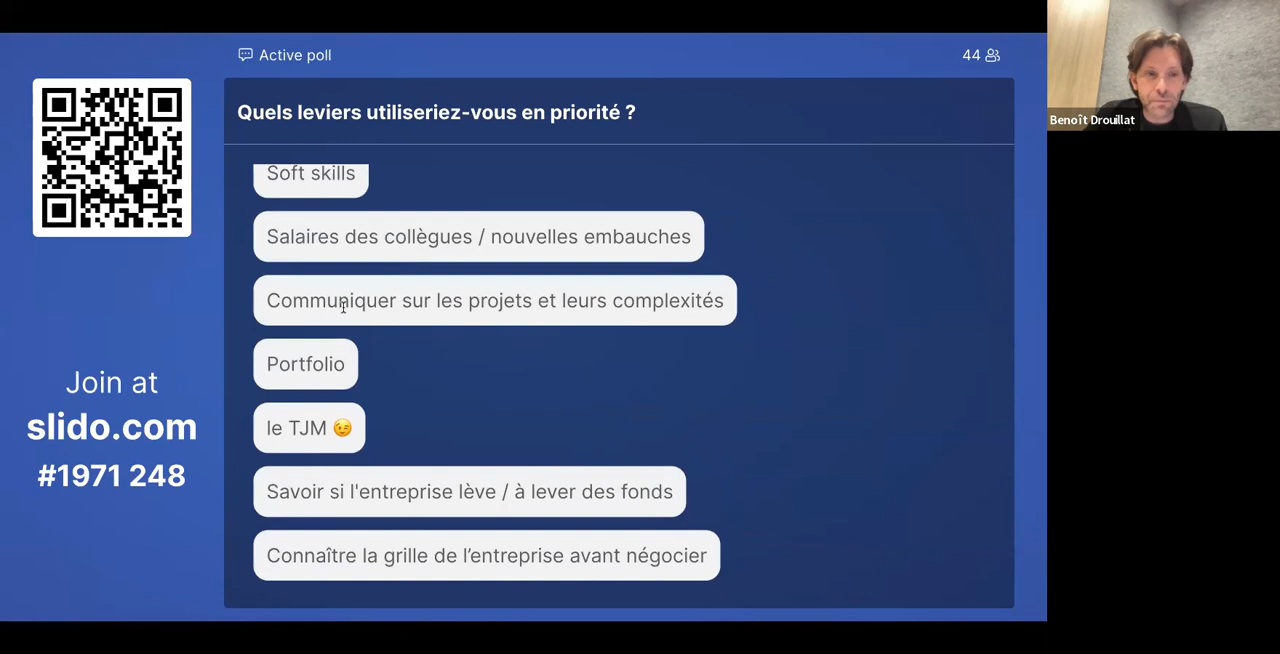 Active poll
44
Quels leviers utiliseriez-vous en priorité ?
Soft skills
Salaires des collègues / nouvelles embauches
Communiquer sur les projets et leurs complexités
Portfolio
le TJM 😉
Savoir si l'entreprise lève / à lever des fonds
Connaître la grille de l’entreprise avant négocier
Join at
slido.com
#1971 248
Benoît Drouillat